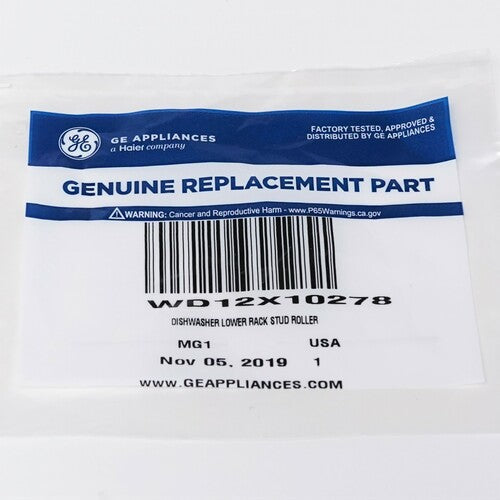 GE GE APPLIANCES
a Haier company
FACTORY TESTED, APPROVED &
DISTRIBUTED BY GE APPLIANCES
GENUINE REPLACEMENT PART
WARNING: Cancer and Reproductive Harm - www.P65Warnings.ca.gov
WD12X10278
DISHWASHER LOWER RACK STUD ROLLER
MG1 USA
Nov 05, 2019 1
WWW.GEAPPLIANCES.COM